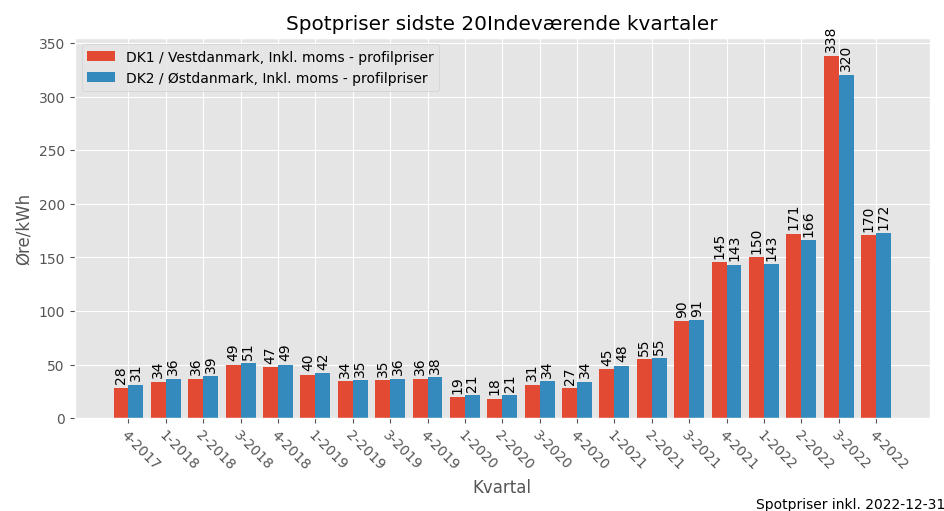 Spotpriser sidste 20Indeværende kvartaler
DK1 / Vestdanmark, Inkl. moms - profilpriser
DK2 / Østdanmark, Inkl. moms - profilpriser
Øre/kWh
350
300
250
200
150
100
50
0
28 31 34 36 36 39 49 51 47 49 40 42 34 35 35 36 36 38 19 21 18 21 31 34 27 34 45 48 55 55 90 91 145 143 150 143 171 166 338 320 170 172
4-2017 1-2018 2-2018 3-2018 4-2018 1-2019 2-2019 3-2019 4-2019 1-2020 2-2020 3-2020 4-2020 1-2021 2-2021 3-2021 4-2021 1-2022 2-2022 3-2022 4-2022
Kvartal
Spotpriser inkl. 2022-12-31